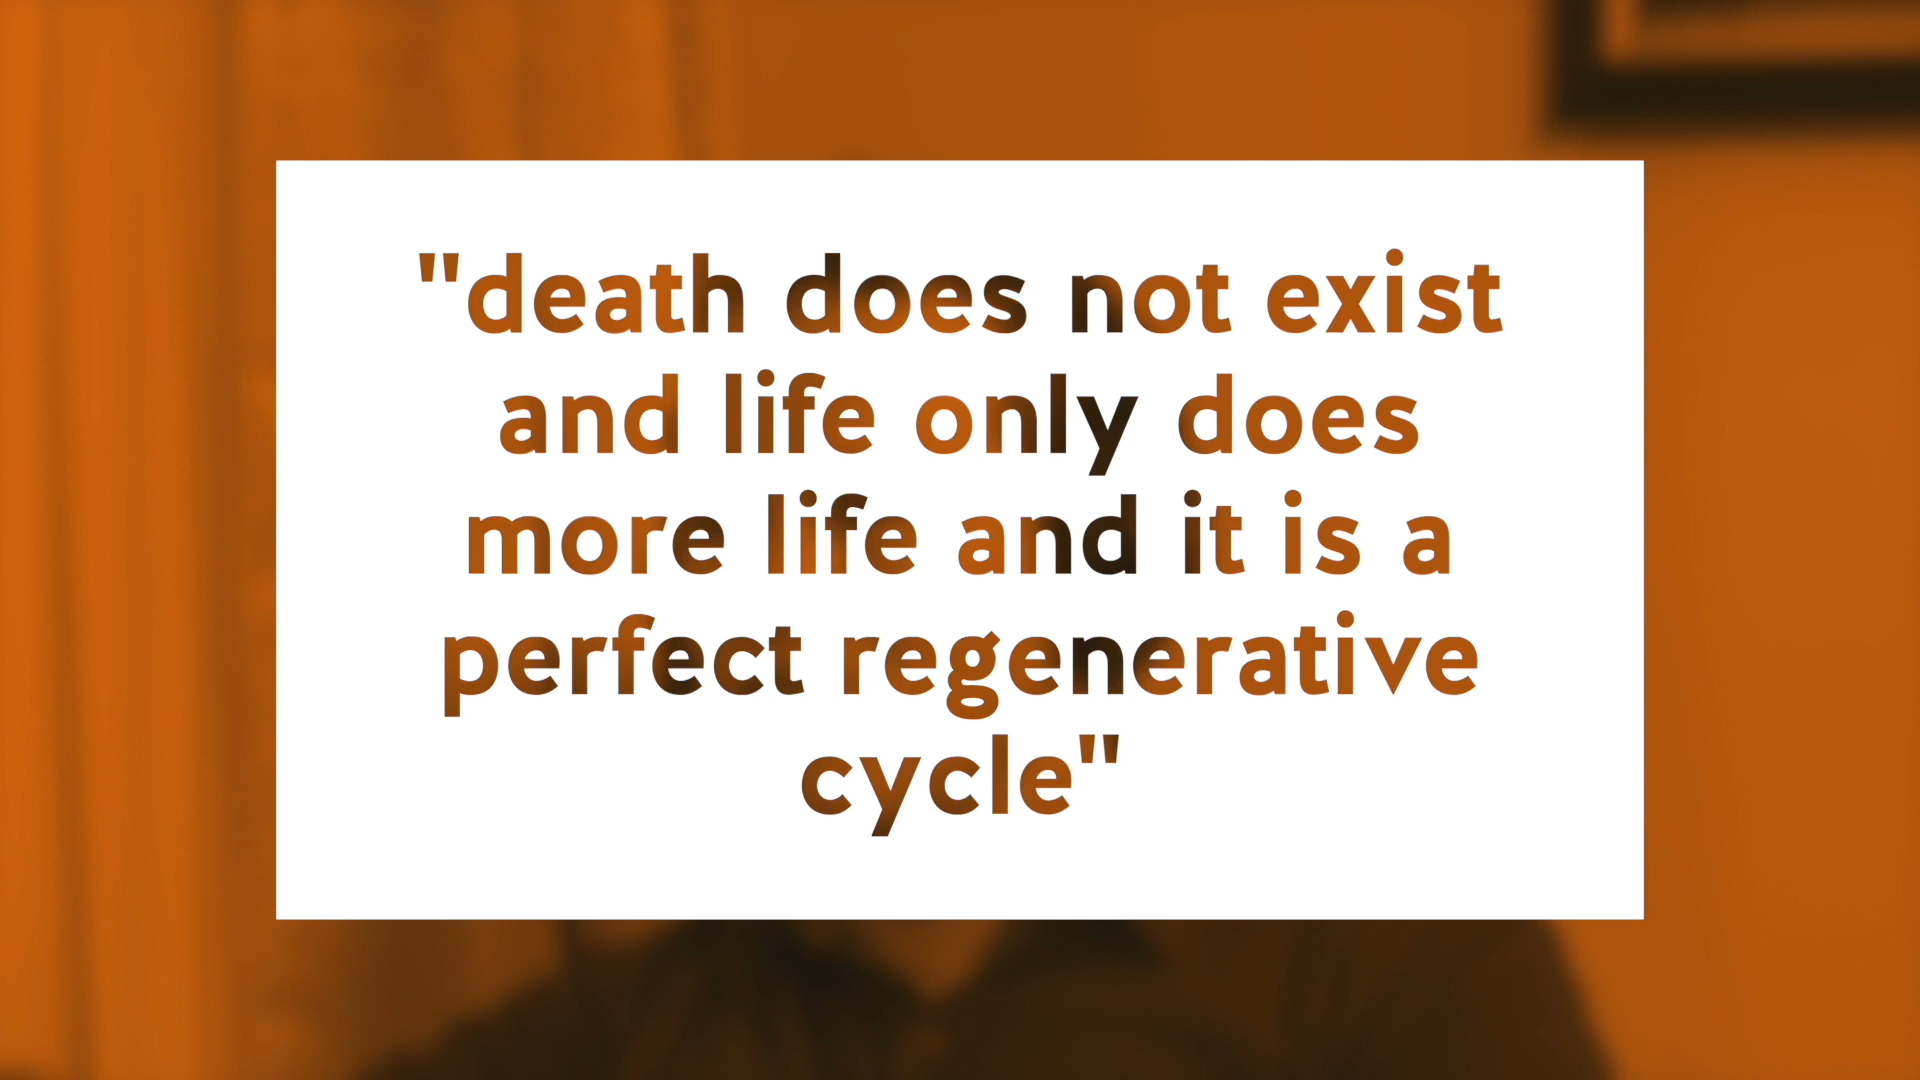 "death does not exist
and life only does
more life and it is a
perfect regenerative
cycle"